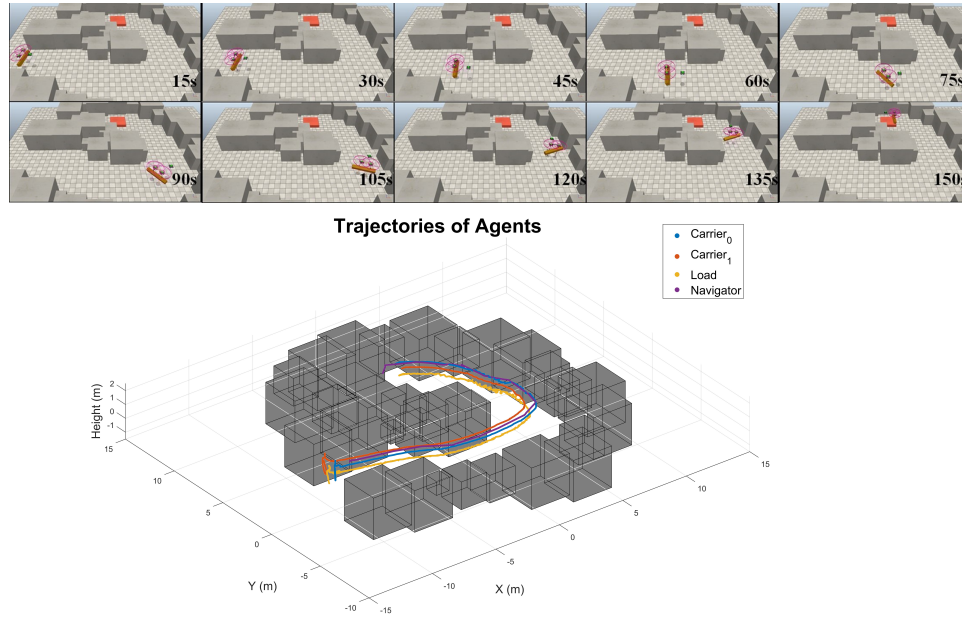 15s
30s
45s
60s
75s
90s
105s
120s
135s
150s
Trajectories of Agents
Carrier0
Carrier1
Load
Navigator
Height (m)
2
1
0
-1
15
10
5
0
-5
-10
Y (m)
-15
-10
-5
0
5
10
15
X (m)